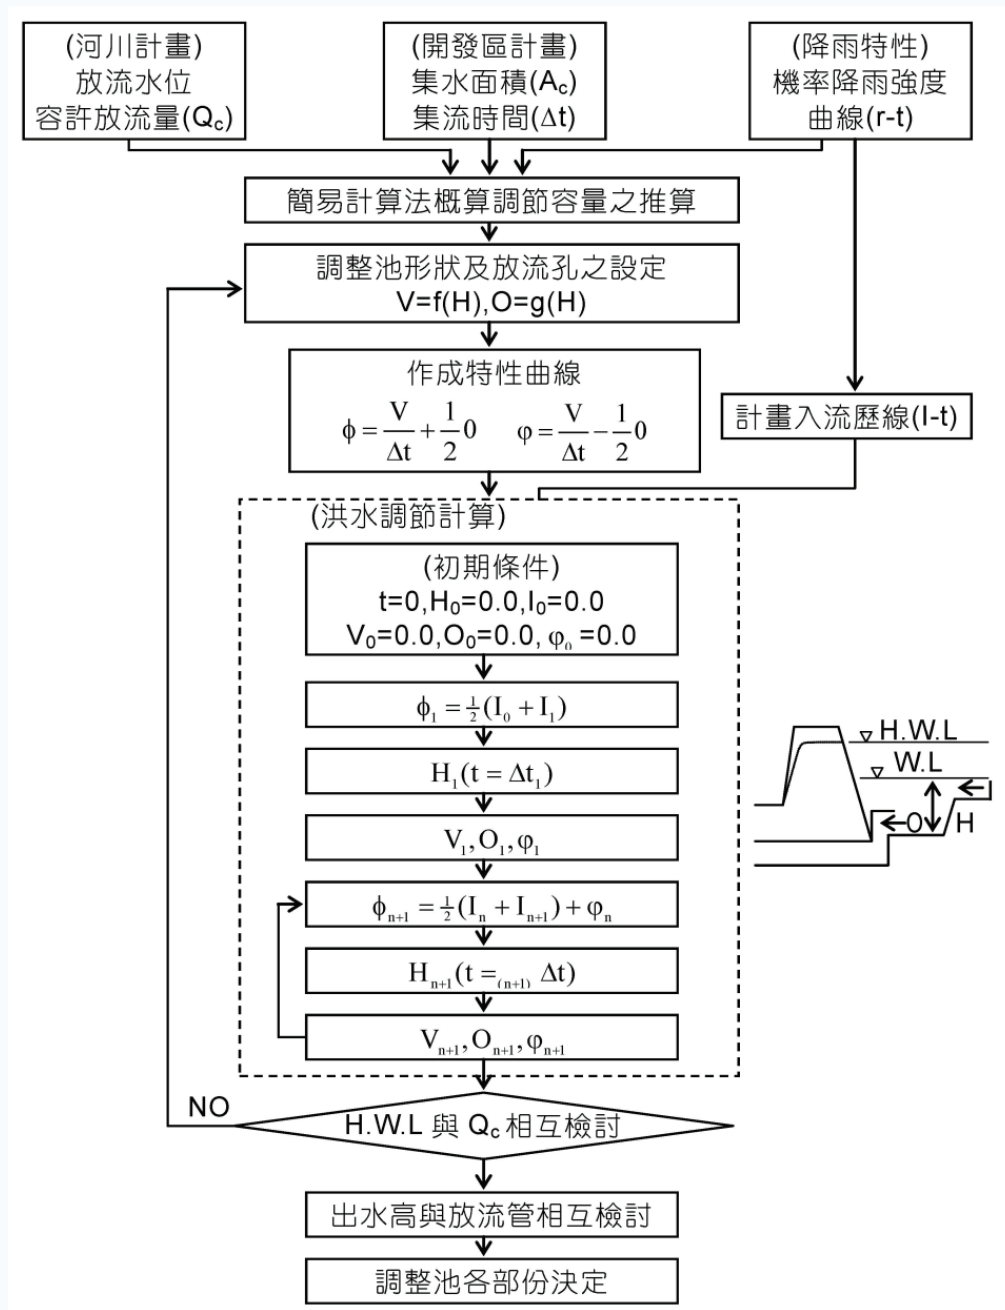 (河川計畫)
放流水位
容許放流量(Q_c)
(開發區計畫)
集水面積(A_c)
集流時間(Δt)
(降雨特性)
機率降雨強度
曲線(r-t)
簡易計算法概算調節容量之推算
調整池形狀及放流孔之設定
V=f(H),O=g(H)
作成特性曲線
ϕ = V/Δt + 1/2 0  φ = V/Δt − 1/2 0
計畫入流歷線(I-t)
(洪水調節計算)
(初期條件)
t=0,H₀=0.0,I₀=0.0
V₀=0.0,O₀=0.0, φ₀ =0.0
ϕ₁ = ½(I₀ + I₁)
H₁(t = Δt₁)
V₁,O₁,φ₁
ϕₙ₊₁ = ½(Iₙ + Iₙ₊₁) + φₙ
Hₙ₊₁(t =₍ₙ₊₁₎ Δt)
Vₙ₊₁,Oₙ₊₁,φₙ₊₁
H.W.L
W.L
O
H
NO
H.W.L 與 Q_c 相互檢討
出水高與放流管相互檢討
調整池各部份決定